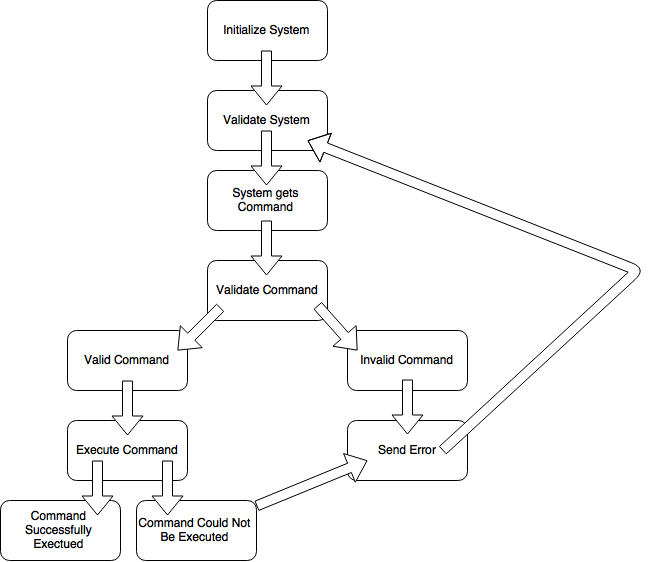 Initialize System
Validate System
System gets
Command
Validate Command
Valid Command
Invalid Command
Execute Command
Send Error
Command
Successfully
Exectued
Command Could Not
Be Executed